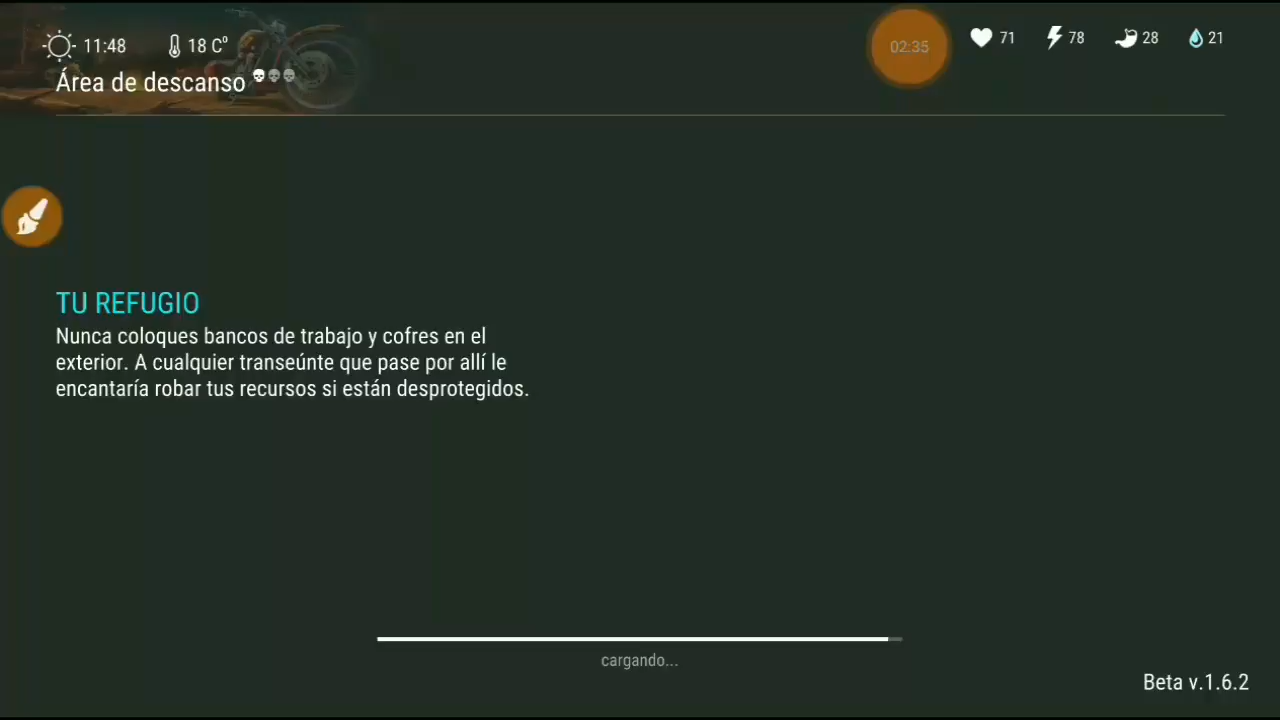 11:48 18 Cº
Área de descanso
02:35
71 78 28 21
TU REFUGIO
Nunca coloques bancos de trabajo y cofres en el
exterior. A cualquier transeúnte que pase por allí le
encantaría robar tus recursos si están desprotegidos.
cargando...
Beta v.1.6.2